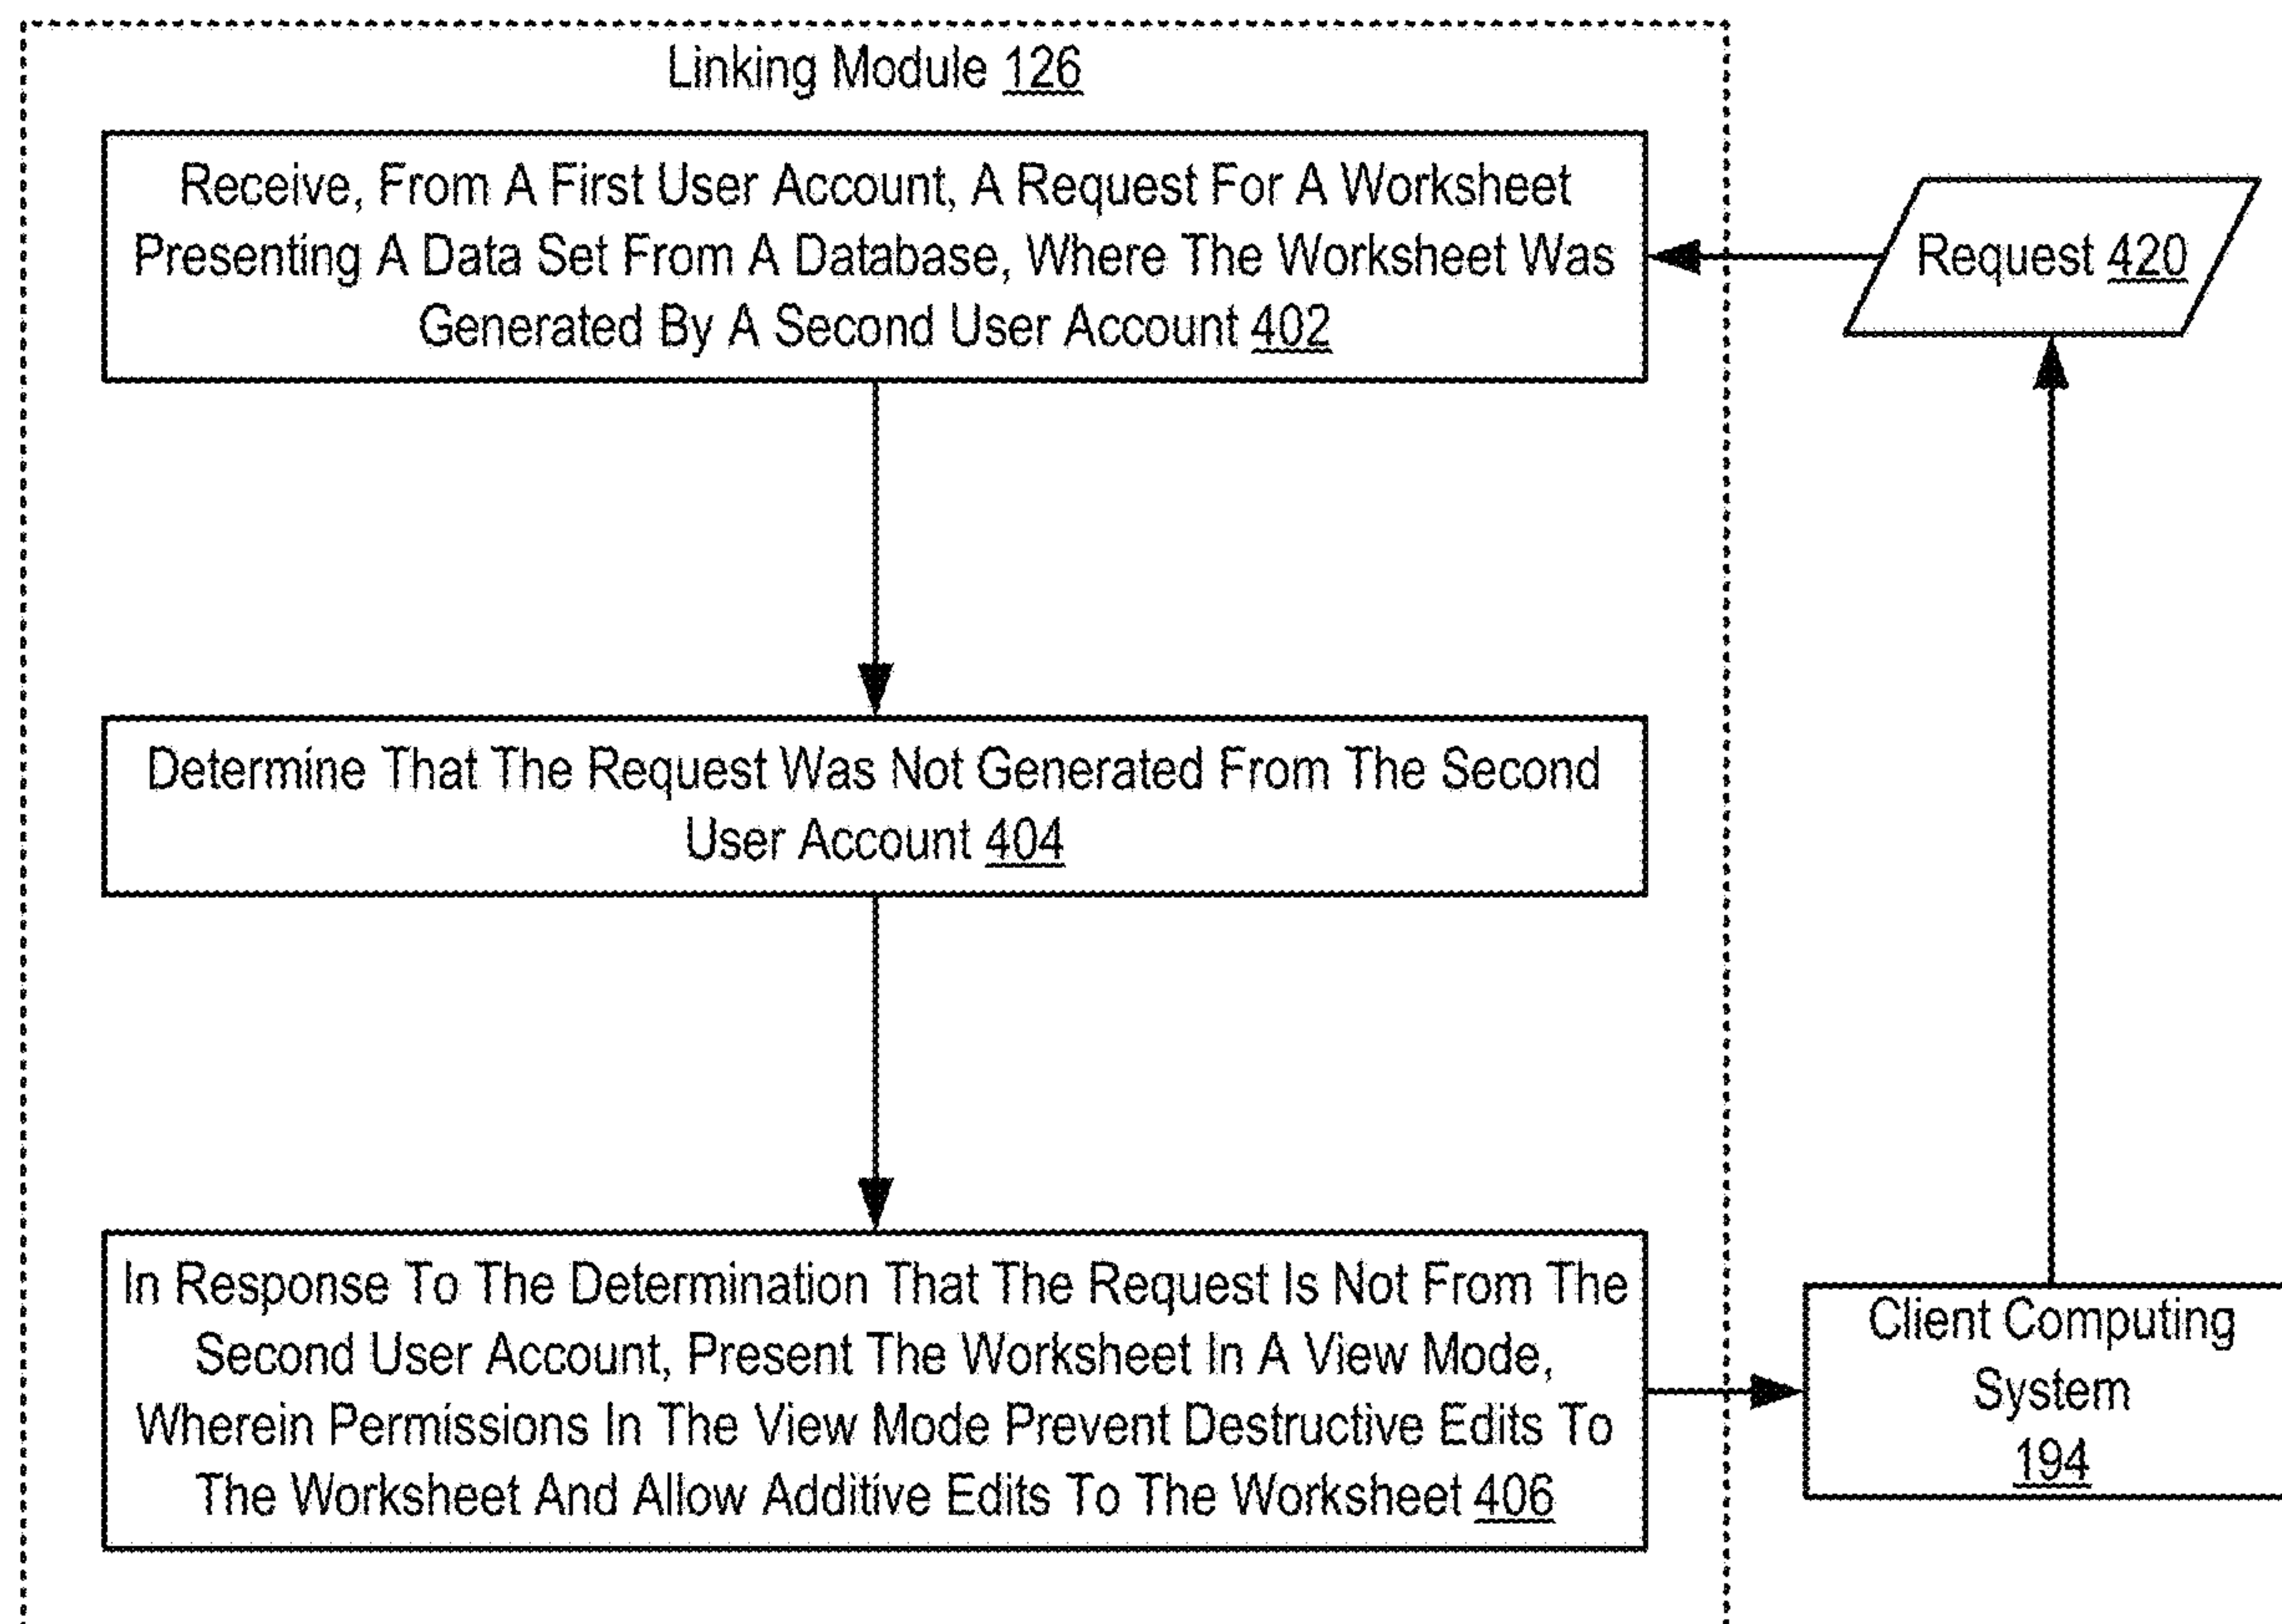 Linking Module 126
Receive, From A First User Account, A Request For A Worksheet
Presenting A Data Set From A Database, Where The Worksheet Was
Generated By A Second User Account 402
Request 420
Determine That The Request Was Not Generated From The Second
User Account 404
In Response To The Determination That The Request Is Not From The
Second User Account, Present The Worksheet In A View Mode,
Wherein Permissions In The View Mode Prevent Destructive Edits To
The Worksheet And Allow Additive Edits To The Worksheet 406
Client Computing
System
194